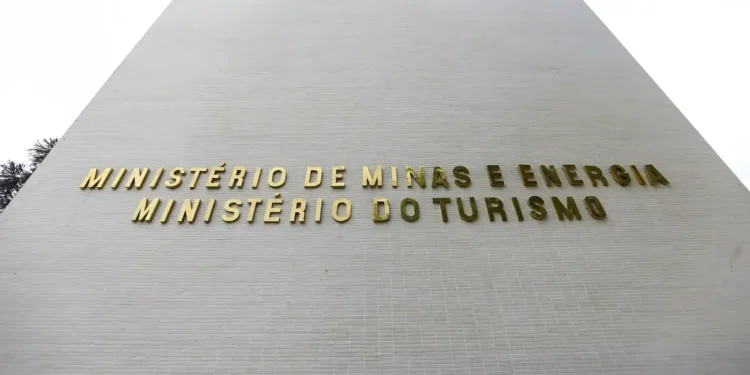 MINISTÉRIO DE MINAS E ENERGIA
MINISTÉRIO DO TURISMO